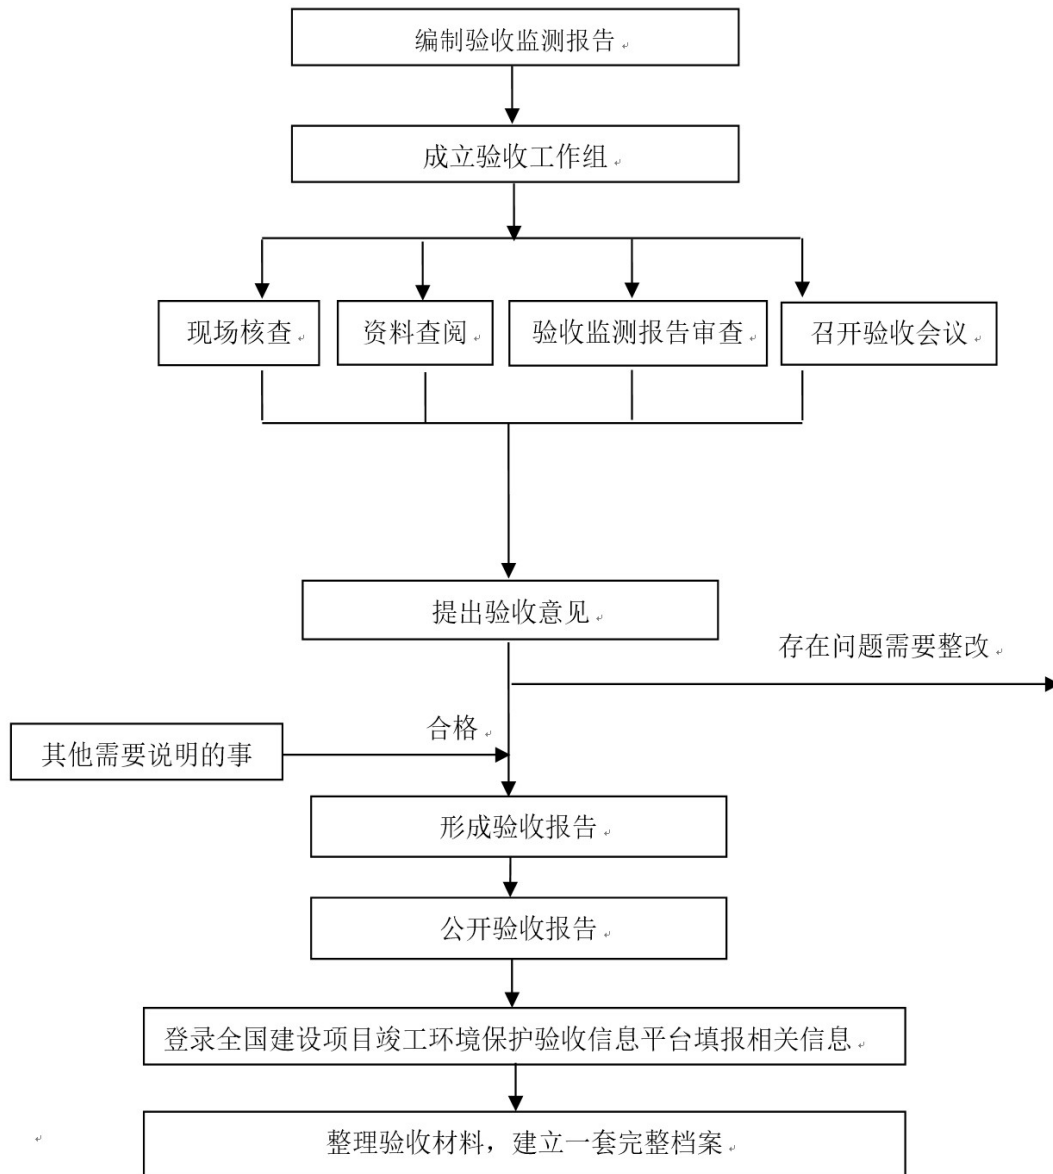 编制验收监测报告
成立验收工作组
现场核查
资料查阅
验收监测报告审查
召开验收会议
提出验收意见
存在问题需要整改
合格
其他需要说明的事
形成验收报告
公开验收报告
登录全国建设项目竣工环境保护验收信息平台填报相关信息
整理验收材料，建立一套完整档案